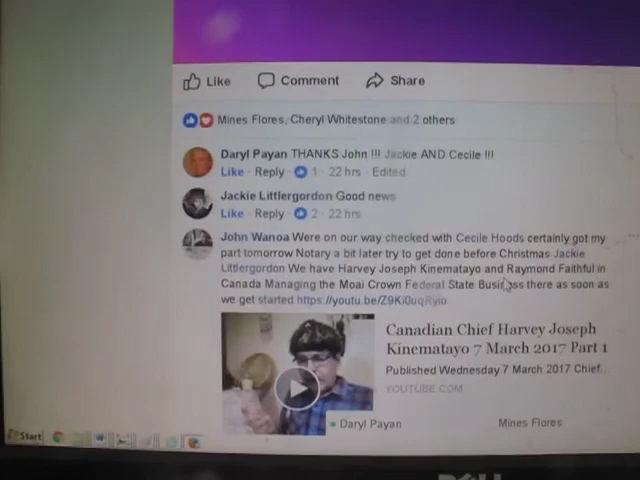 Like Comment Share
Mines Flores, Cheryl Whitestone and 2 others
Daryl Payan THANKS John !!! Jackie AND Cecile !!!
Like · Reply · 1 · 22 hrs · Edited
Jackie Littlergordon Good news
Like · Reply · 2 · 22 hrs
John Wanoa Were on our way checked with Cecile Hoods certainly got my
part tomorrow Notary a bit later try to get done before Christmas Jackie
Littlergordon We have Harvey Joseph Kinematayo and Raymond Faithful in
Canada Managing the Moai Crown Federal State Business there as soon as
we get started https://youtu.be/Z9Ki0uqRyio
Canadian Chief Harvey Joseph
Kinematayo 7 March 2017 Part 1
Published Wednesday 7 March 2017 Chief...
YOUTUBE.COM
Daryl Payan Mines Flores
Start